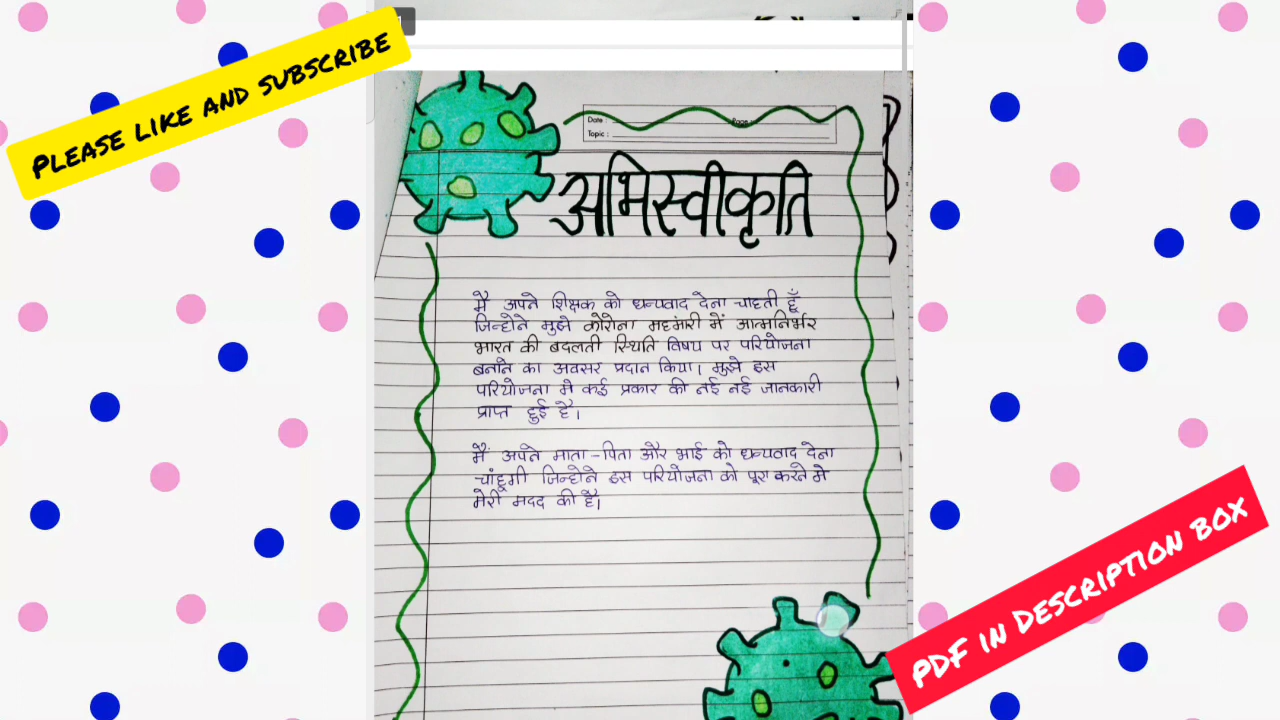 PLEASE LIKE AND SUBSCRIBE
Date : Page :
Topic :
अभिस्वीकृति
मैं अपने शिक्षक को धन्यवाद देना चाहती हूँ
जिन्होंने मुझे कोरोना महमांरी में आत्मनिर्भर
भारत की बदलती स्थिति विषय पर परियोजना
बनाने का अवसर प्रदान किया। मुझे इस
परियोजना मे कई प्रकार की नई नई जानकारी
प्राप्त हुई है।
मैं अपने माता-पिता और भाई को धन्यवाद देना
चांहूगी जिन्होने इस परियोजना को पूरा करने मे
मेरी मदद की है।
PDF IN DESCRIPTION BOX